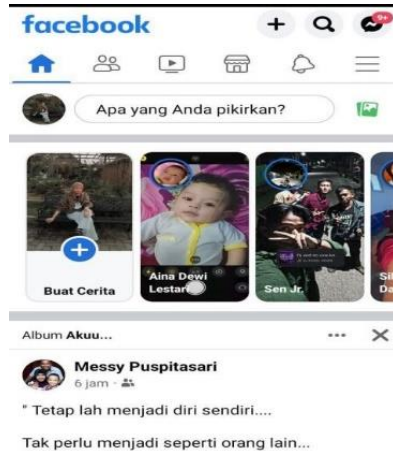 facebook
9+
Apa yang Anda pikirkan?
Buat Cerita
Aina Dewi
Lestari
Sen Jr.
Album Akuu...
Messy Puspitasari
6 jam
" Tetap lah menjadi diri sendiri....
Tak perlu menjadi seperti orang lain...